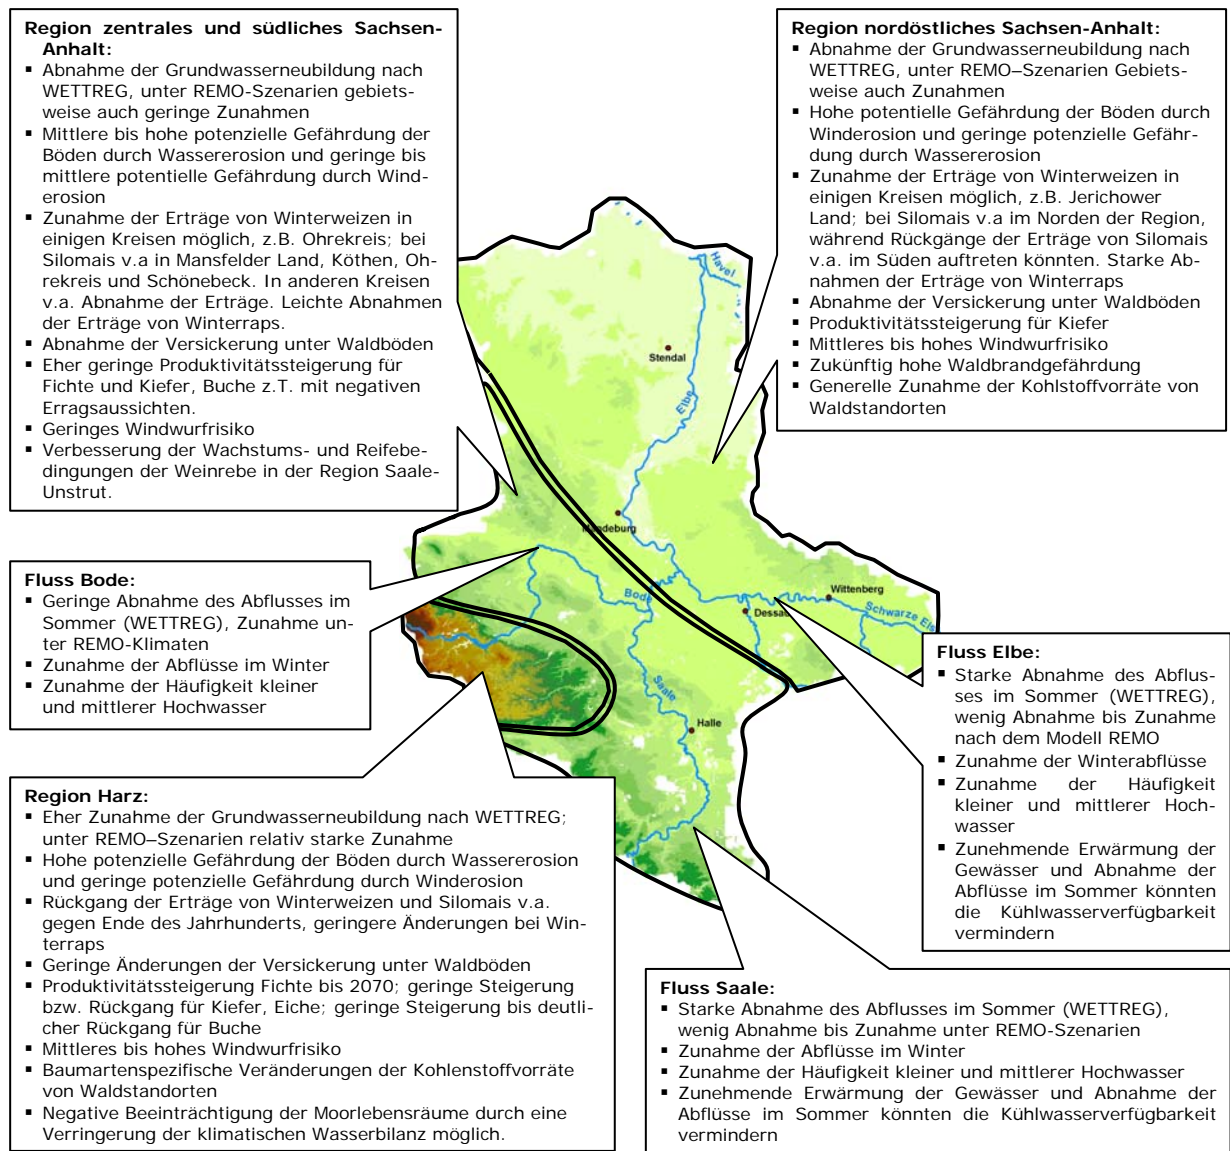 Region zentrales und südliches Sachsen-
Anhalt:
▪ Abnahme der Grundwasserneubildung nach
WETTREG, unter REMO-Szenarien gebiets-
weise auch geringe Zunahmen
▪ Mittlere bis hohe potenzielle Gefährdung der
Böden durch Wassererosion und geringe bis
mittlere potentielle Gefährdung durch Wind-
erosion
▪ Zunahme der Erträge von Winterweizen in
einigen Kreisen möglich, z.B. Ohrekreis; bei
Silomais v.a in Mansfelder Land, Köthen, Oh-
rekreis und Schönebeck. In anderen Kreisen
v.a. Abnahme der Erträge. Leichte Abnahmen
der Erträge von Winterraps.
▪ Abnahme der Versickerung unter Waldböden
▪ Eher geringe Produktivitätssteigerung für
Fichte und Kiefer, Buche z.T. mit negativen
Erragsaussichten.
▪ Geringes Windwurfrisiko
▪ Verbesserung der Wachstums- und Reifebe-
dingungen der Weinrebe in der Region Saale-
Unstrut.
Region nordöstliches Sachsen-Anhalt:
▪ Abnahme der Grundwasserneubildung nach
WETTREG, unter REMO–Szenarien Gebiets-
weise auch Zunahmen
▪ Hohe potentielle Gefährdung der Böden durch
Winderosion und geringe potenzielle Gefähr-
dung durch Wassererosion
▪ Zunahme der Erträge von Winterweizen in
einigen Kreisen möglich, z.B. Jerichower
Land; bei Silomais v.a im Norden der Region,
während Rückgänge der Erträge von Silomais
v.a. im Süden auftreten könnten. Starke Ab-
nahmen der Erträge von Winterraps
▪ Abnahme der Versickerung unter Waldböden
▪ Produktivitätssteigerung für Kiefer
▪ Mittleres bis hohes Windwurfrisiko
▪ Zukünftig hohe Waldbrandgefährdung
▪ Generelle Zunahme der Kohlstoffvorräte von
Waldstandorten
Havel
Stendal
Elbe
Magdeburg
Bode
Wittenberg
Dessau
Schwarze Els
Saale
Halle
Fluss Bode:
▪ Geringe Abnahme des Abflusses im
Sommer (WETTREG), Zunahme un-
ter REMO-Klimaten
▪ Zunahme der Abflüsse im Winter
▪ Zunahme der Häufigkeit kleiner
und mittlerer Hochwasser
Fluss Elbe:
▪ Starke Abnahme des Abflus-
ses im Sommer (WETTREG),
wenig Abnahme bis Zunahme
nach dem Modell REMO
▪ Zunahme der Winterabflüsse
▪ Zunahme der Häufigkeit
kleiner und mittlerer Hoch-
wasser
▪ Zunehmende Erwärmung der
Gewässer und Abnahme der
Abflüsse im Sommer könnten
die Kühlwasserverfügbarkeit
vermindern
Region Harz:
▪ Eher Zunahme der Grundwasserneubildung nach WETTREG;
unter REMO–Szenarien relativ starke Zunahme
▪ Hohe potenzielle Gefährdung der Böden durch Wassererosion
und geringe potenzielle Gefährdung durch Winderosion
▪ Rückgang der Erträge von Winterweizen und Silomais v.a.
gegen Ende des Jahrhunderts, geringere Änderungen bei Win-
terraps
▪ Geringe Änderungen der Versickerung unter Waldböden
▪ Produktivitätssteigerung Fichte bis 2070; geringe Steigerung
bzw. Rückgang für Kiefer, Eiche; geringe Steigerung bis deutli-
cher Rückgang für Buche
▪ Mittleres bis hohes Windwurfrisiko
▪ Baumartenspezifische Veränderungen der Kohlenstoffvorräte
von Waldstandorten
▪ Negative Beeinträchtigung der Moorlebensräume durch eine
Verringerung der klimatischen Wasserbilanz möglich.
Fluss Saale:
▪ Starke Abnahme des Abflusses im Sommer (WETTREG),
wenig Abnahme bis Zunahme unter REMO-Szenarien
▪ Zunahme der Abflüsse im Winter
▪ Zunahme der Häufigkeit kleiner und mittlerer Hochwasser
▪ Zunehmende Erwärmung der Gewässer und Abnahme der
Abflüsse im Sommer könnten die Kühlwasserverfügbarkeit
vermindern